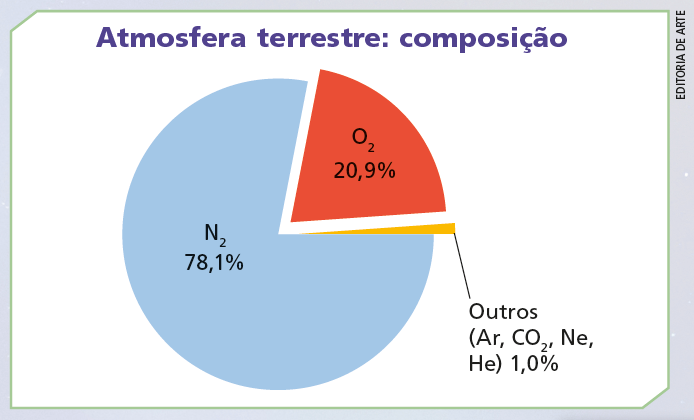 Atmosfera terrestre: composição
EDITORIA DE ARTE
O₂
20,9%
N₂
78,1%
Outros
(Ar, CO₂, Ne,
He) 1,0%